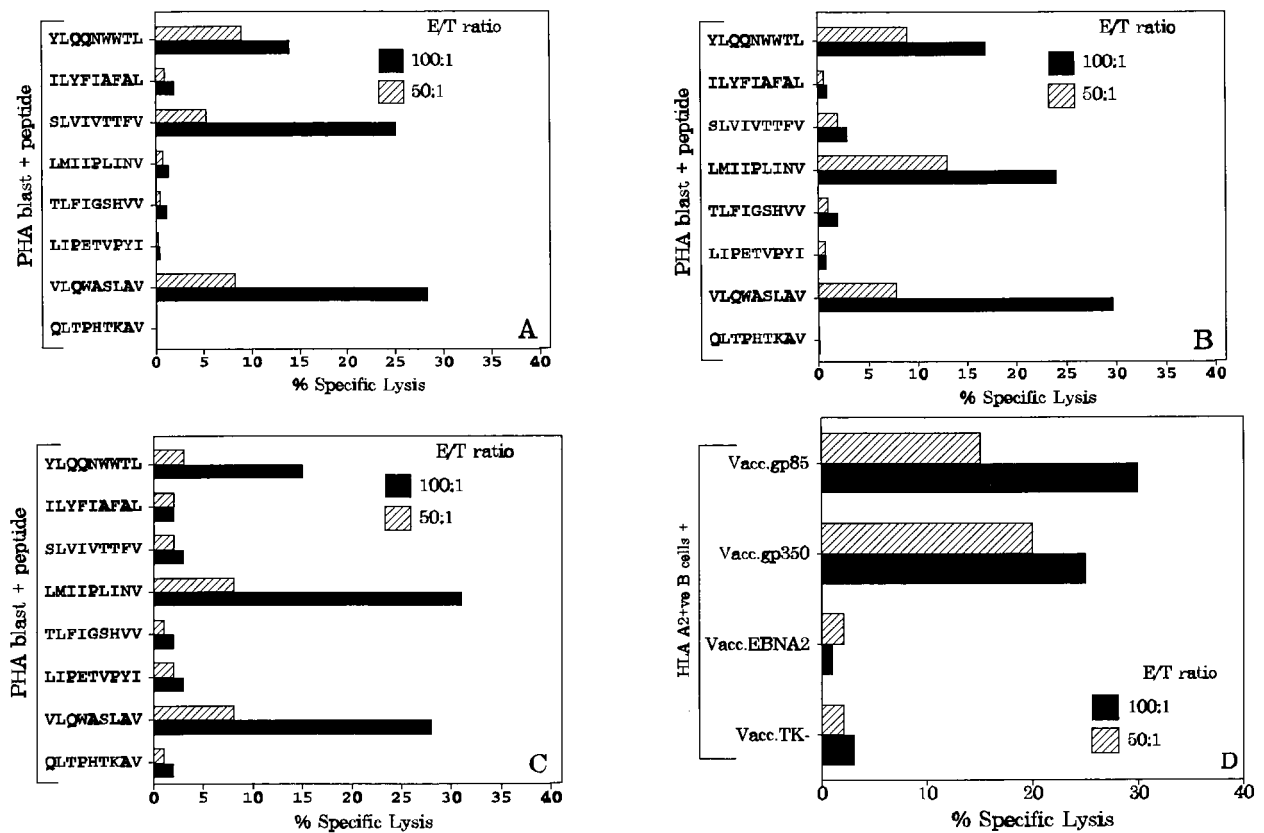 PHA blast + peptide
YLQQNWWTL
ILYFIAFAL
SLVIVTTFV
LMIIPLINV
TLFIGSHVV
LIPETVPYI
VLQWASLAV
QLTPHTKAV
E/T ratio
100:1
50:1
A
0 5 10 15 20 25 30 35 40
% Specific Lysis
PHA blast + peptide
YLQQNWWTL
ILYFIAFAL
SLVIVTTFV
LMIIPLINV
TLFIGSHVV
LIPETVPYI
VLQWASLAV
QLTPHTKAV
E/T ratio
100:1
50:1
B
0 5 10 15 20 25 30 35 40
% Specific Lysis
PHA blast + peptide
YLQQNWWTL
ILYFIAFAL
SLVIVTTFV
LMIIPLINV
TLFIGSHVV
LIPETVPYI
VLQWASLAV
QLTPHTKAV
E/T ratio
100:1
50:1
C
0 5 10 15 20 25 30 35 40
% Specific Lysis
HLA A2+ve B cells +
Vacc.gp85
Vacc.gp350
Vacc.EBNA2
Vacc.TK-
E/T ratio
100:1
50:1
D
0 10 20 30 40
% Specific Lysis